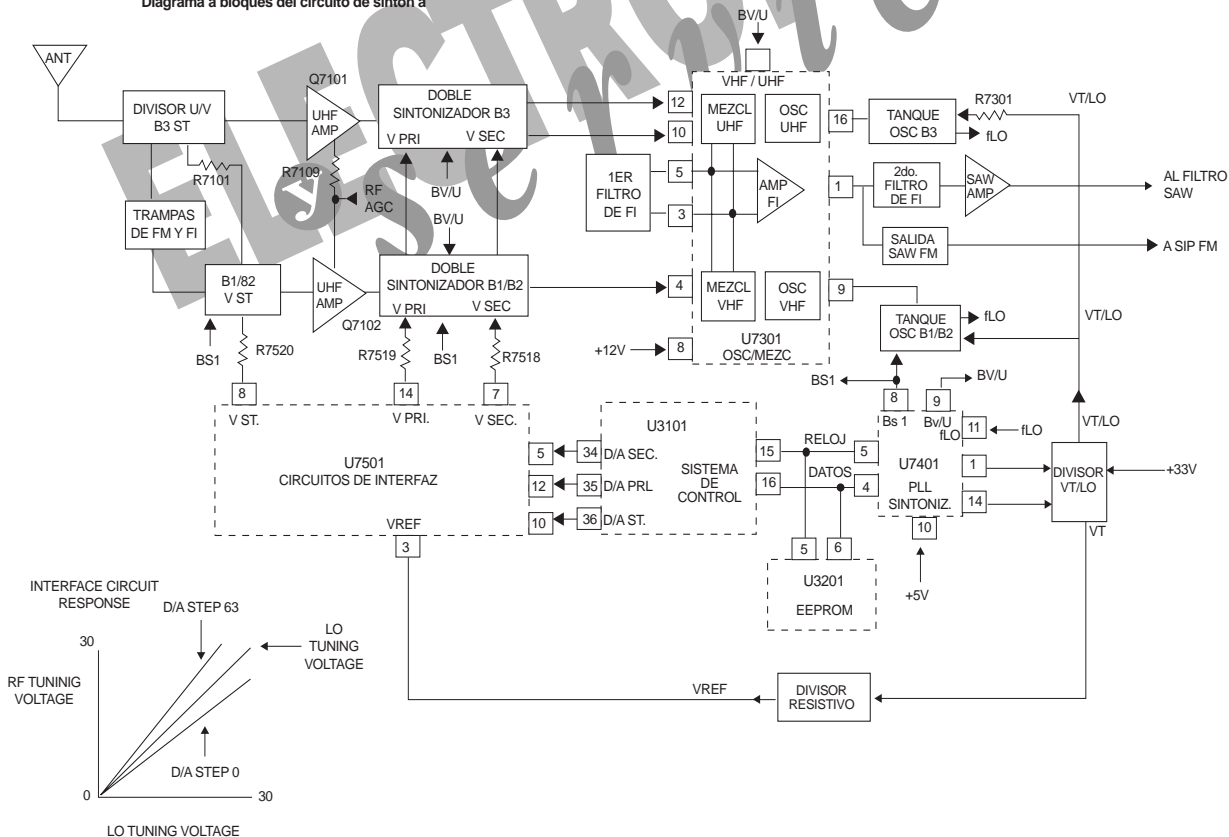 Diagrama a bloques del circuito de sinton a
ELECTRONICA
y servicio
ANT
DIVISOR U/V
B3 ST
R7101
TRAMPAS
DE FM Y FI
B1/82
V ST
BS1
R7520
Q7101
UHF
AMP
R7109
RF
AGC
UHF
AMP
Q7102
DOBLE
SINTONIZADOR B3
V PRI
V SEC
BV/U
BV/U
DOBLE
SINTONIZADOR B1/B2
V PRI
V SEC
R7519
BS1
R7518
BV/U
VHF / UHF
12
10
5
3
4
8
+12V
1ER
FILTRO
DE FI
MEZCL
UHF
OSC
UHF
AMP
FI
MEZCL
VHF
OSC
VHF
U7301
OSC/MEZC
16
1
9
TANQUE
OSC B3
R7301
VT/LO
fLO
2do.
FILTRO
DE FI
SAW
AMP
AL FILTRO
SAW
SALIDA
SAW FM
A SIP FM
TANQUE
OSC B1/B2
fLO
VT/LO
BS1
BV/U
8
14
7
V ST.
V PRI.
V SEC.
U7501
CIRCUITOS DE INTERFAZ
VREF
3
5
12
10
34
35
36
D/A SEC.
D/A PRL
D/A ST.
U3101
SISTEMA
DE
CONTROL
15
16
RELOJ
DATOS
5
4
8
9
Bs 1
Bv/U
fLO
11
fLO
U7401
PLL
SINTONIZ.
1
14
10
+5V
VT/LO
DIVISOR
VT/LO
+33V
VT
5
6
U3201
EEPROM
VREF
DIVISOR
RESISTIVO
INTERFACE CIRCUIT
RESPONSE
D/A STEP 63
30
LO
TUNING
VOLTAGE
RF TUNINIG
VOLTAGE
D/A STEP 0
0
30
LO TUNING VOLTAGE